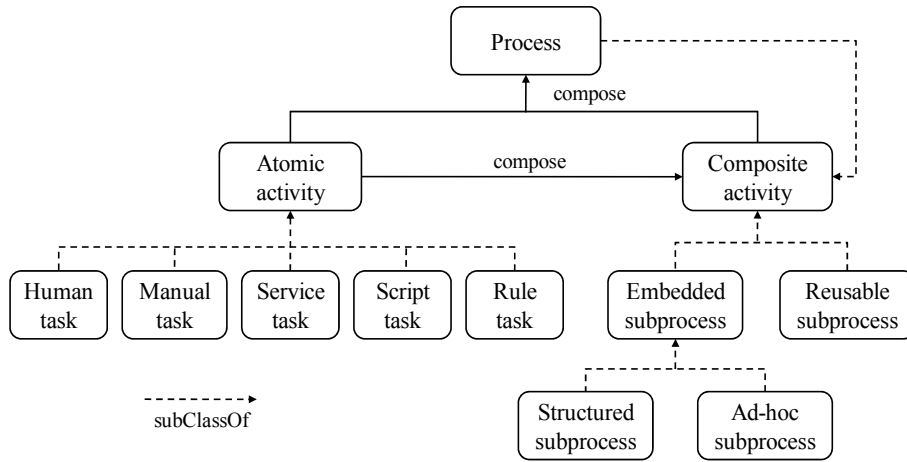 Process
compose
Atomic
activity
compose
Composite
activity
Human
task
Manual
task
Service
task
Script
task
Rule
task
Embedded
subprocess
Reusable
subprocess
subClassOf
Structured
subprocess
Ad-hoc
subprocess